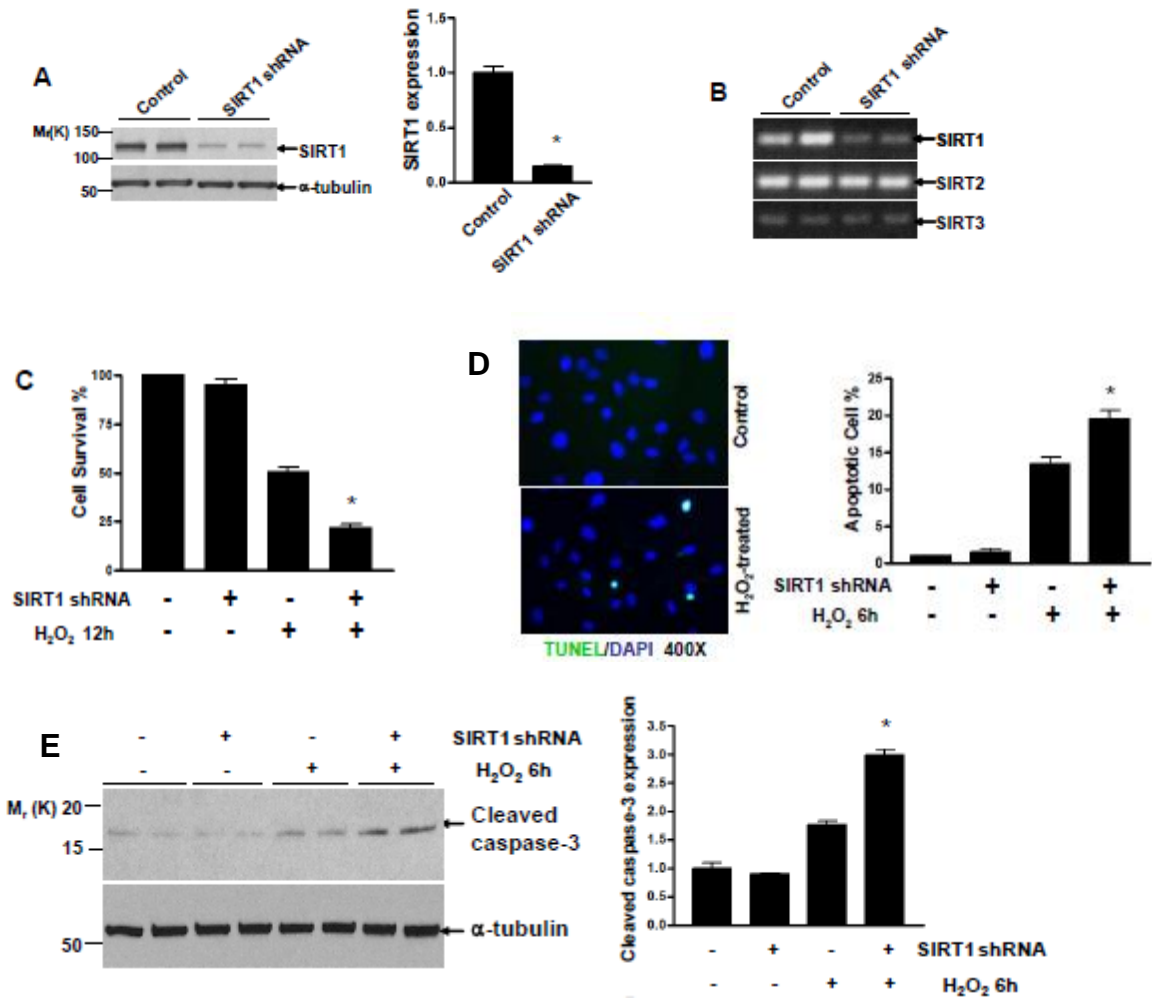 A
Control
SIRT1 shRNA
Mr(K) 150
100
50
SIRT1
α-tubulin
SIRT1 expression
1.5
1.0
0.5
0.0
*
Control
SIRT1 shRNA
B
Control
SIRT1 shRNA
SIRT1
SIRT2
SIRT3
C
Cell Survival %
100
75
50
25
0
*
SIRT1 shRNA - + - +
H₂O₂ 12h - - + +
D
Control
H₂O₂-treated
TUNEL/DAPI 400X
Apoptotic Cell %
25
20
15
10
5
0
*
SIRT1 shRNA - + - +
H₂O₂ 6h - - + +
E
- + - + SIRT1 shRNA
- - + + H₂O₂ 6h
Mr (K) 20
15
50
Cleaved
caspase-3
α-tubulin
Cleaved caspase-3 expression
3.5
3.0
2.5
2.0
1.5
1.0
0.5
0.0
*
- + - + SIRT1 shRNA
- - + + H₂O₂ 6h